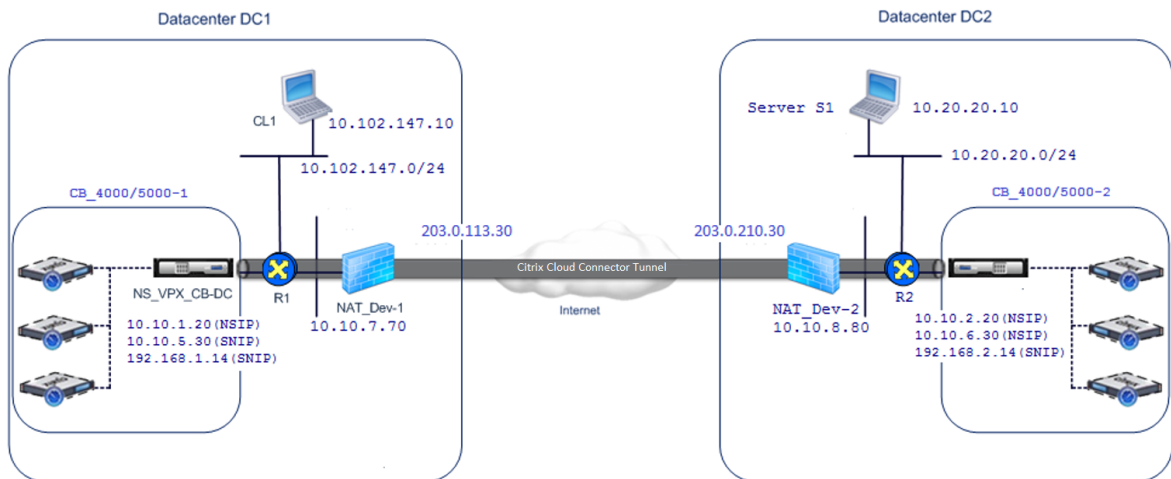 Datacenter DC1
Datacenter DC2
CL1
10.102.147.10
10.102.147.0/24
Server S1
10.20.20.10
10.20.20.0/24
CB_4000/5000-1
CB_4000/5000-2
203.0.113.30
203.0.210.30
Citrix Cloud Connector Tunnel
Internet
NS_VPX_CB-DC
R1
NAT_Dev-1
10.10.7.70
NAT_Dev-2
10.10.8.80
R2
10.10.1.20(NSIP)
10.10.5.30(SNIP)
192.168.1.14(SNIP)
10.10.2.20(NSIP)
10.10.6.30(SNIP)
192.168.2.14(SNIP)